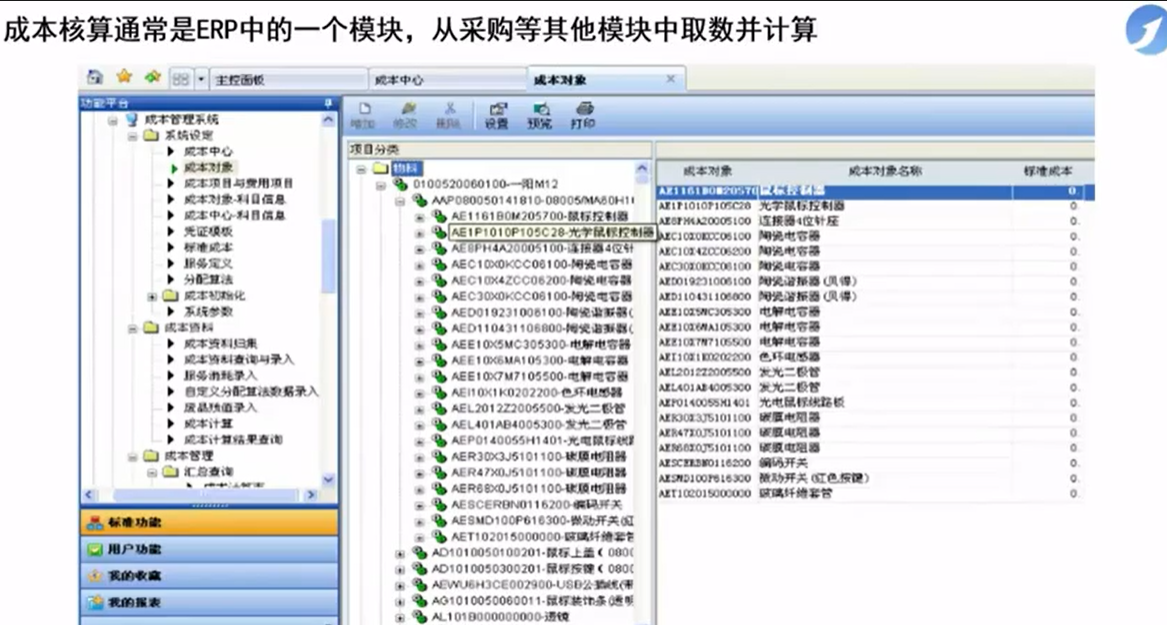 成本核算通常是ERP中的一个模块，从采购等其他模块中取数并计算
主控面板
成本中心
成本对象
功能平台
增加
修改
删除
设置
预览
打印
成本管理系统
系统设定
成本中心
成本对象
成本项目与费用项目
成本对象-科目信息
成本中心-科目信息
凭证模板
标准成本
服务定义
分配算法
成本初始化
系统参数
成本资料
成本资料归集
成本资料查询与录入
服务消耗录入
自定义分配算法数据录入
废品残值录入
成本计算
成本计算结果查询
成本管理
汇总查询
标准功能
用户功能
我的收藏
我的报表
项目分类
物料
0100520060100-一阳M12
AAP080050141810-08005/MA60H10
AE1161B0M205700-鼠标控制器
AE1P1010P105C28-光学鼠标控制器
AE8PH4A20005100-连接器4位针
AEC10X0KCC06100-陶瓷电容器
AEC10X4ZCC06200-陶瓷电容器
AEC30X0KCC06100-陶瓷电容器
AED019231006100-陶瓷谐振器(
AED110431106800-陶瓷谐振器(
AEE10X5MC305300-电解电容器
AEE10X6MA105300-电解电容器
AEE10X7M7105500-电解电容器
AEI10X1K0202200-色环电感器
AEL2012Z2005500-发光二极管
AEL401AB4005300-发光二极管
AEP0140055H1401-光电鼠标线路
AER30X3J5101100-碳膜电阻器
AER47X0J5101100-碳膜电阻器
AER68X0J5101100-碳膜电阻器
AESCERBN0116200-编码开关
AESMD100P616300-微动开关(红
AET102015000000-玻璃纤维套管
AD1010050100201-鼠标上盖(0800
AD1010050300201-鼠标按键(0800
AEWU6H3CE002900-USB公插线(带
AG1010050060011-鼠标装饰条(透明
AL101B000000000-透镜
成本对象 成本对象名称 标准成本
AE1161B0M20570 鼠标控制器 0.
AE1P1010P105C28 光学鼠标控制器 0.
AE8PH4A20005100 连接器4位针座 0.
AEC10X0KCC06100 陶瓷电容器 0.
AEC10X4ZCC06200 陶瓷电容器 0.
AEC30X0KCC06100 陶瓷电容器 0.
AED019231006100 陶瓷谐振器(贝得) 0.
AED110431106800 陶瓷谐振器(贝得) 0.
AEE10X5MC305300 电解电容器 0.
AEE10X6MA105300 电解电容器 0.
AEE10X7M7105500 电解电容器 0.
AEI10X1K0202200 色环电感器 0.
AEL2012Z2005500 发光二极管 0.
AEL401AB4005300 发光二极管 0.
AEP0140055H1401 光电鼠标线路板 0.
AER30X3J5101100 碳膜电阻器 0.
AER47X0J5101100 碳膜电阻器 0.
AER68X0J5101100 碳膜电阻器 0.
AESCERBN0116200 编码开关 0.
AESMD100P616300 微动开关(红色按键) 0.
AET102015000000 玻璃纤维套管 0.